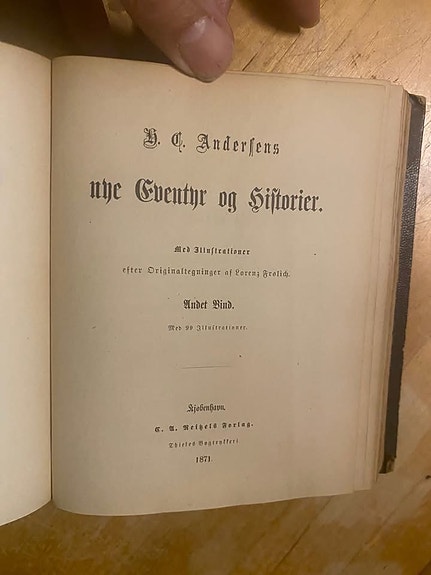 H. C. Andersens
nye Eventyr og Historier.
Med Illustrationer
efter Originaltegninger af Lorenz Frølich.
Andet Bind.
Med 99 Illustrationer.
Kjøbenhavn.
C. A. Reitzels Forlag.
Thieles Bogtrykkeri
1871